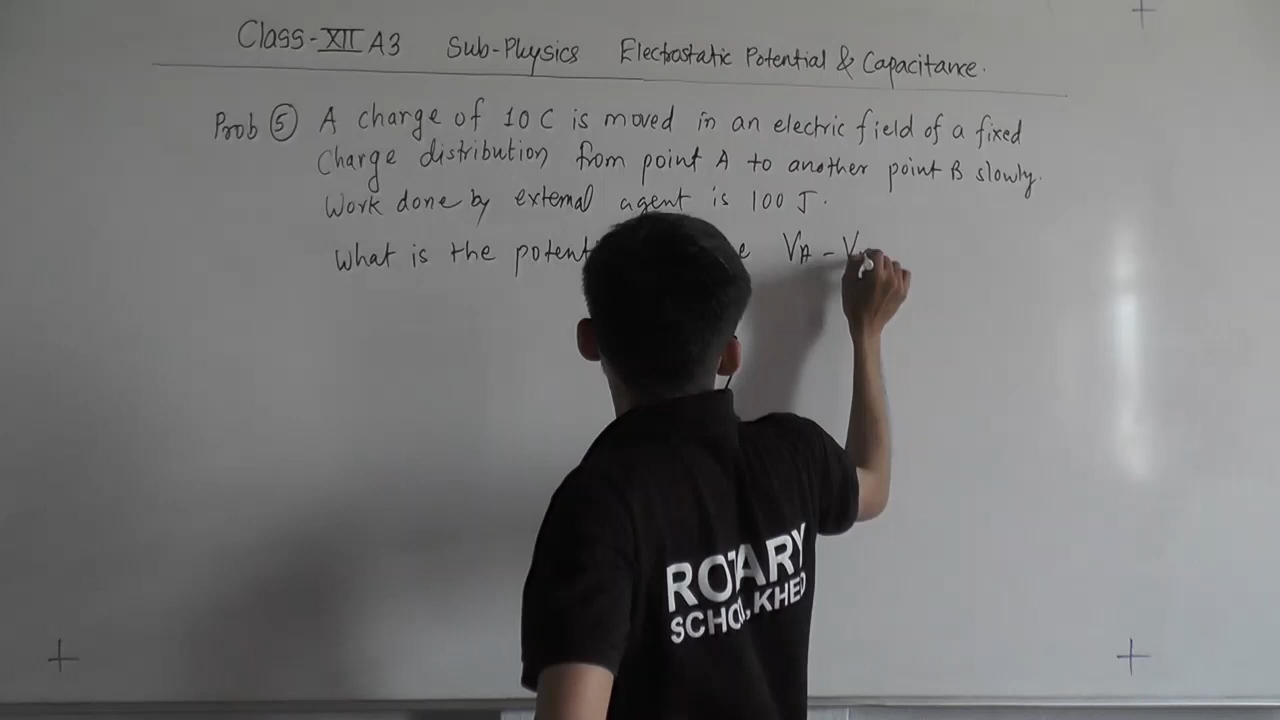 Class-XII A3 Sub-Physics Electrostatic Potential & Capacitance.
Prob ⑤ A charge of 10 C is moved in an electric field of a fixed
Charge distribution from point A to another point B slowly.
Work done by external agent is 100 J.
What is the VA - V
ROTARY
SCHOOL, KHED